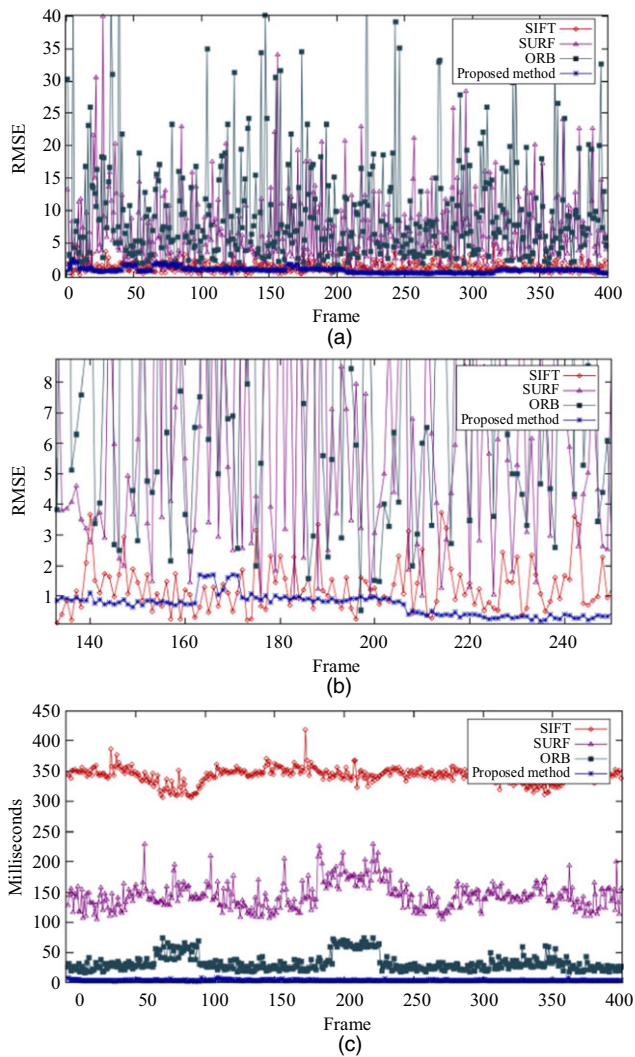 40
35
30
25
20
15
10
5
0
RMSE
SIFT
SURF
ORB
Proposed method
0 50 100 150 200 250 300 350 400
Frame
(a)
8
7
6
5
4
3
2
1
RMSE
SIFT
SURF
ORB
Proposed method
140 160 180 200 220 240
Frame
(b)
450
400
350
300
250
200
150
100
50
0
Milliseconds
SIFT
SURF
ORB
Proposed method
0 50 100 150 200 250 300 350 400
Frame
(c)